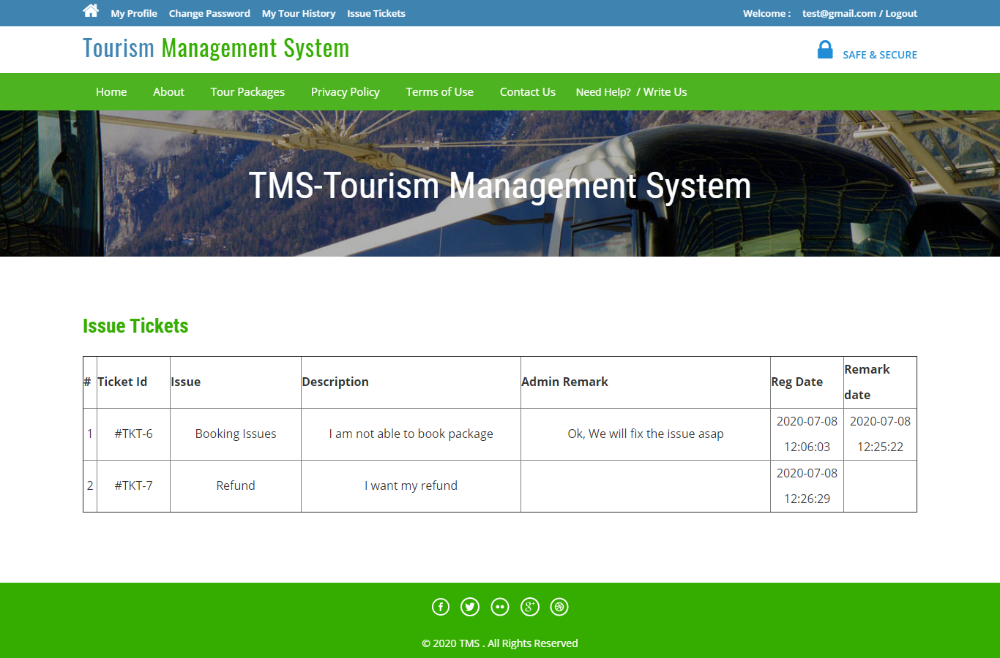 My Profile Change Password My Tour History Issue Tickets Welcome : test@gmail.com / Logout
Tourism Management System
SAFE & SECURE
Home About Tour Packages Privacy Policy Terms of Use Contact Us Need Help? / Write Us
TMS-Tourism Management System
Issue Tickets
# Ticket Id Issue Description Admin Remark Reg Date Remark date
1 #TKT-6 Booking Issues I am not able to book package Ok, We will fix the issue asap 2020-07-08 12:06:03 2020-07-08 12:25:22
2 #TKT-7 Refund I want my refund 2020-07-08 12:26:29
© 2020 TMS . All Rights Reserved